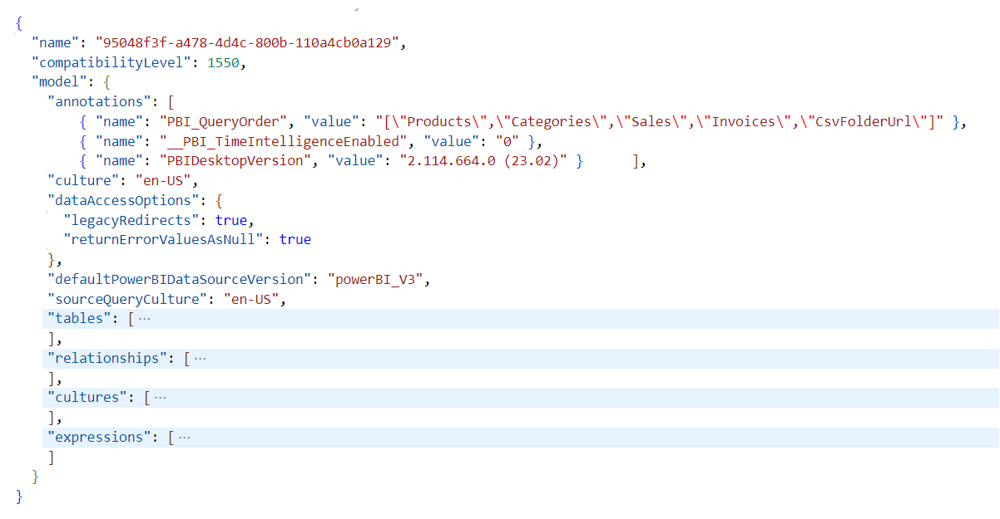 {
"name": "95048f3f-a478-4d4c-800b-110a4cb0a129",
"compatibilityLevel": 1550,
"model": {
"annotations": [
{ "name": "PBI_QueryOrder", "value": "[\"Products\",\"Categories\",\"Sales\",\"Invoices\",\"CsvFolderUrl\"]" },
{ "name": "__PBI_TimeIntelligenceEnabled", "value": "0" },
{ "name": "PBIDesktopVersion", "value": "2.114.664.0 (23.02)" } ],
"culture": "en-US",
"dataAccessOptions": {
"legacyRedirects": true,
"returnErrorValuesAsNull": true
},
"defaultPowerBIDataSourceVersion": "powerBI_V3",
"sourceQueryCulture": "en-US",
"tables": [ ···
],
"relationships": [ ···
],
"cultures": [ ···
],
"expressions": [ ···
]
}
}